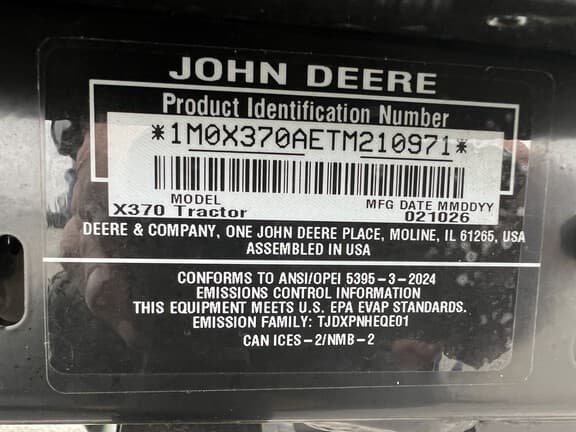 JOHN DEERE
Product Identification Number
*1M0X370AETM210971*
MODEL MFG DATE MMDDYY
X370 Tractor 021026
DEERE & COMPANY, ONE JOHN DEERE PLACE, MOLINE, IL 61265, USA
ASSEMBLED IN USA
CONFORMS TO ANSI/OPEI 5395-3-2024
EMISSIONS CONTROL INFORMATION
THIS EQUIPMENT MEETS U.S. EPA EVAP STANDARDS.
EMISSION FAMILY: TJDXPNHEQE01
CAN ICES-2/NMB-2